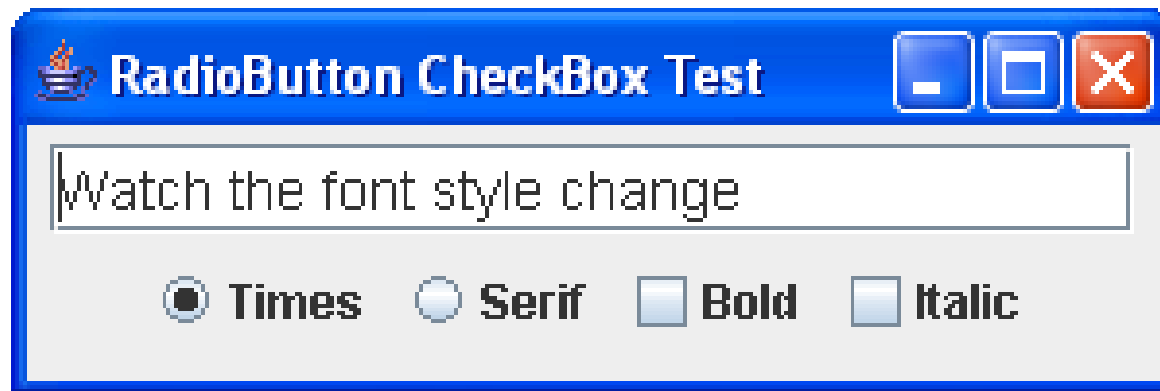 RadioButton CheckBox Test
Watch the font style change
Times Serif Bold Italic